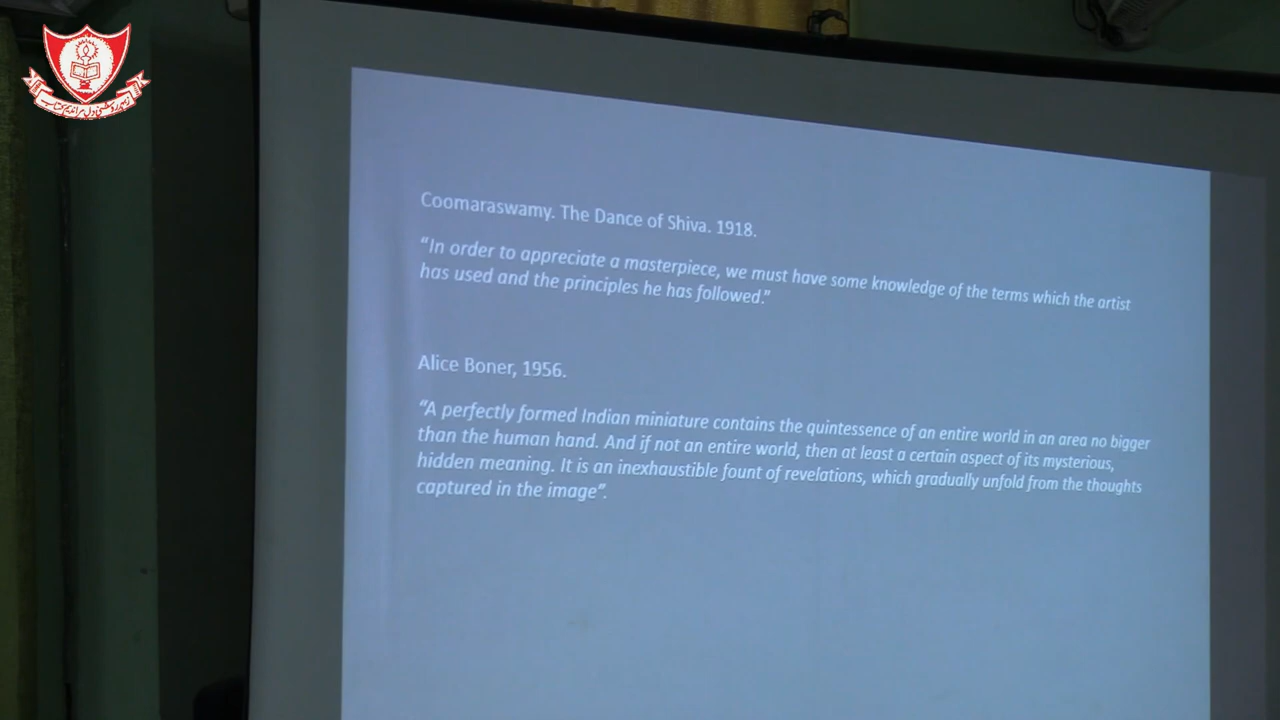 Coomaraswamy. The Dance of Shiva. 1918.
“In order to appreciate a masterpiece, we must have some knowledge of the terms which the artist
has used and the principles he has followed.”
Alice Boner, 1956.
“A perfectly formed Indian miniature contains the quintessence of an entire world in an area no bigger
than the human hand. And if not an entire world, then at least a certain aspect of its mysterious,
hidden meaning. It is an inexhaustible fount of revelations, which gradually unfold from the thoughts
captured in the image”.